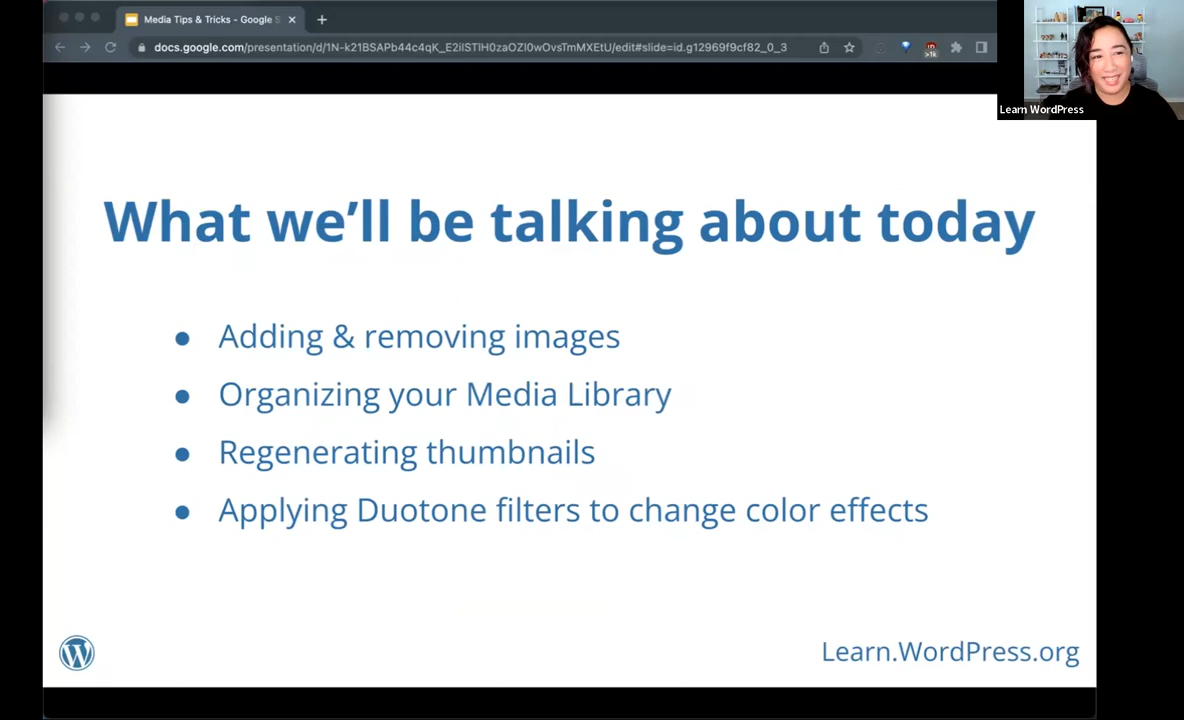 Media Tips & Tricks - Google S
docs.google.com/presentation/d/1N-k21BSAPb44c4qK_E2iISTIH0zaOZI0wOvsTmMXEtU/edit#slide=id.g12969f9cf82_0_3
>1k
Learn WordPress
What we’ll be talking about today
● Adding & removing images
● Organizing your Media Library
● Regenerating thumbnails
● Applying Duotone filters to change color effects
Learn.WordPress.org